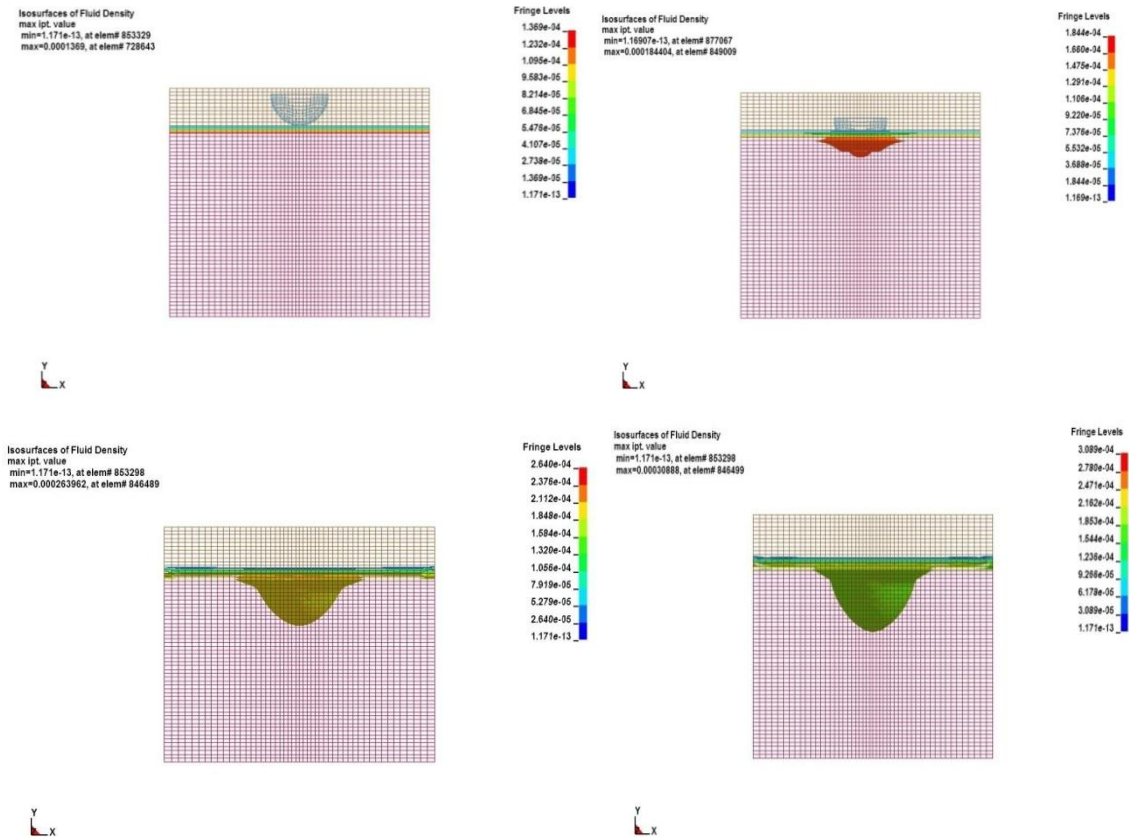 Isosurfaces of Fluid Density
max ipt. value
min=1.171e-13, at elem# 853329
max=0.0001369, at elem# 728643
Fringe Levels
1.369e-04
1.232e-04
1.095e-04
9.583e-05
8.214e-05
6.845e-05
5.476e-05
4.107e-05
2.738e-05
1.369e-05
1.171e-13
Y
X
Isosurfaces of Fluid Density
max ipt. value
min=1.16907e-13, at elem# 877067
max=0.000184404, at elem# 849009
Fringe Levels
1.844e-04
1.660e-04
1.475e-04
1.291e-04
1.106e-04
9.220e-05
7.376e-05
5.532e-05
3.688e-05
1.844e-05
1.169e-13
Y
X
Isosurfaces of Fluid Density
max ipt. value
min=1.171e-13, at elem# 853298
max=0.000263962, at elem# 846489
Fringe Levels
2.640e-04
2.376e-04
2.112e-04
1.848e-04
1.584e-04
1.320e-04
1.056e-04
7.919e-05
5.279e-05
2.640e-05
1.171e-13
Y
X
Isosurfaces of Fluid Density
max ipt. value
min=1.171e-13, at elem# 853298
max=0.00030888, at elem# 846499
Fringe Levels
3.089e-04
2.780e-04
2.471e-04
2.162e-04
1.853e-04
1.544e-04
1.236e-04
9.266e-05
6.178e-05
3.089e-05
1.171e-13
Y
X